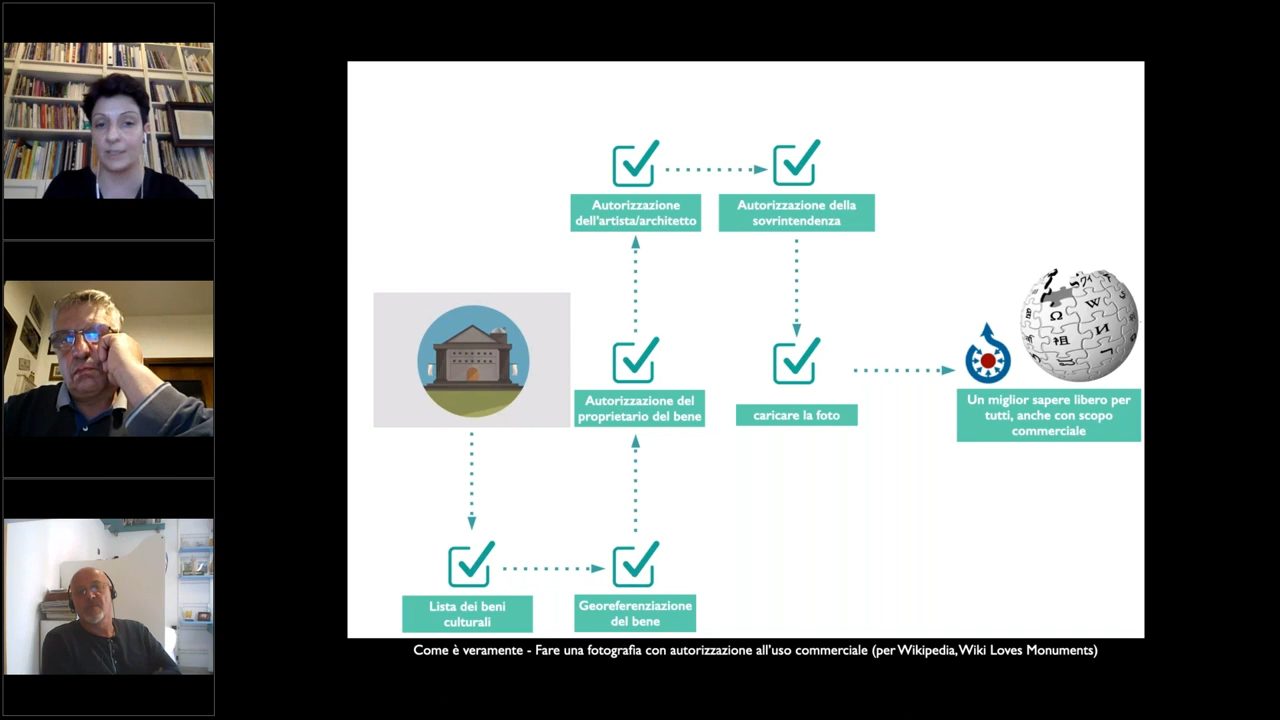 Autorizzazione
dell'artista/architetto
Autorizzazione della
sovrintendenza
Autorizzazione del
proprietario del bene
caricare la foto
Un miglior sapere libero per
tutti, anche con scopo
commerciale
Lista dei beni
culturali
Georeferenziazione
del bene
Come è veramente - Fare una fotografia con autorizzazione all'uso commerciale (per Wikipedia, Wiki Loves Monuments)